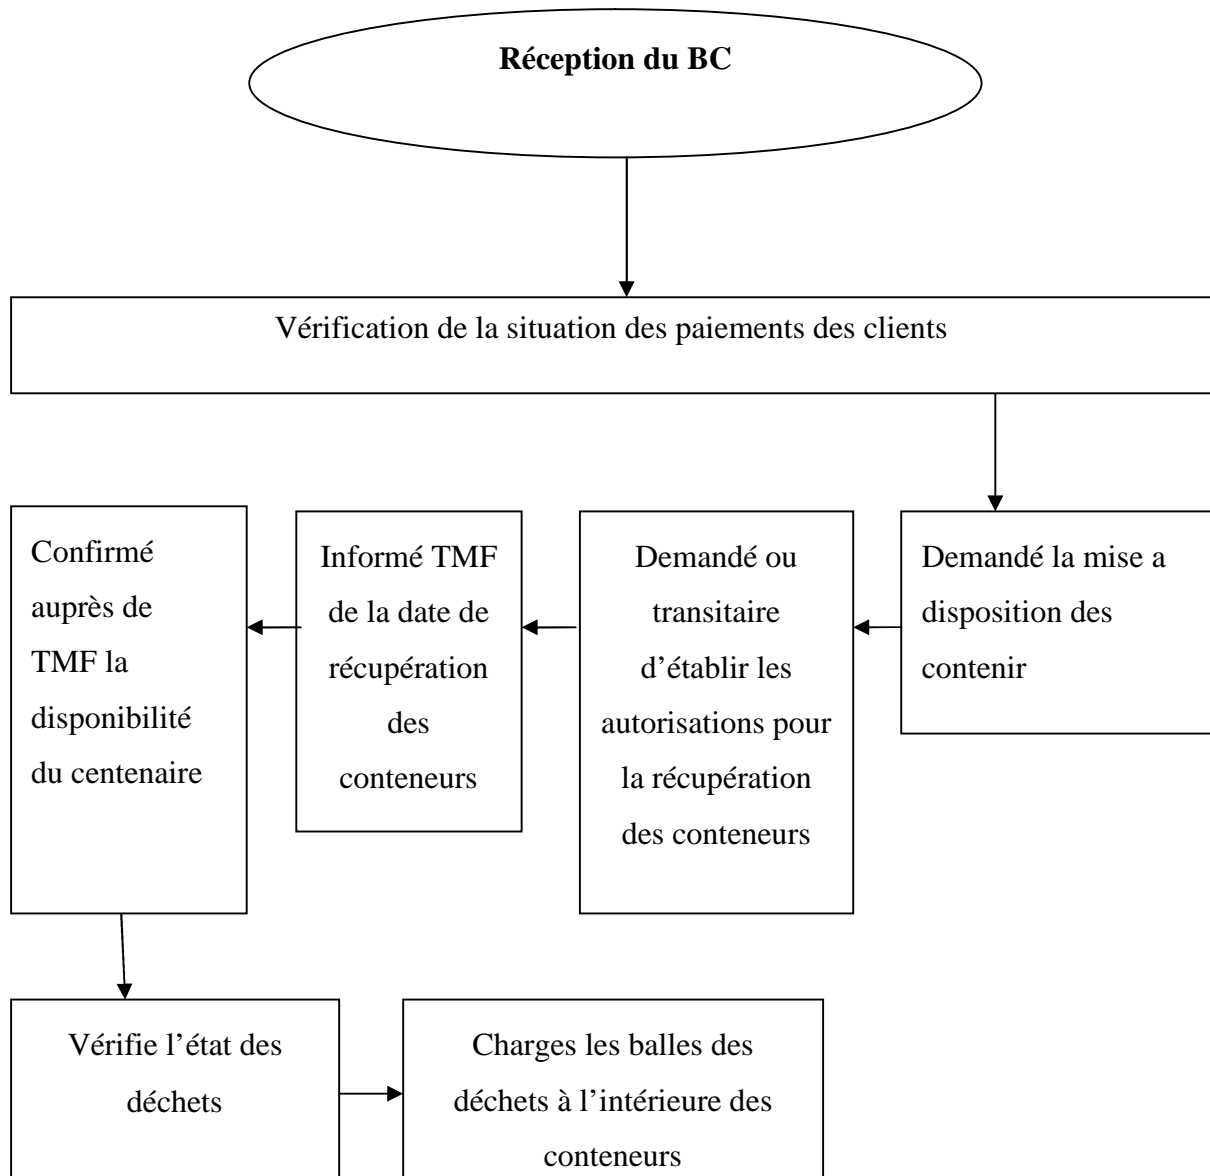 Réception du BC
Vérification de la situation des paiements des clients
Demandé la mise a
disposition des
contenir
Demandé ou
transitaire
d’établir les
autorisations pour
la récupération
des conteneurs
Informé TMF
de la date de
récupération
des
conteneurs
Confirmé
auprès de
TMF la
disponibilité
du centenaire
Vérifie l’état des
déchets
Charges les balles des
déchets à l’intérieure des
conteneurs